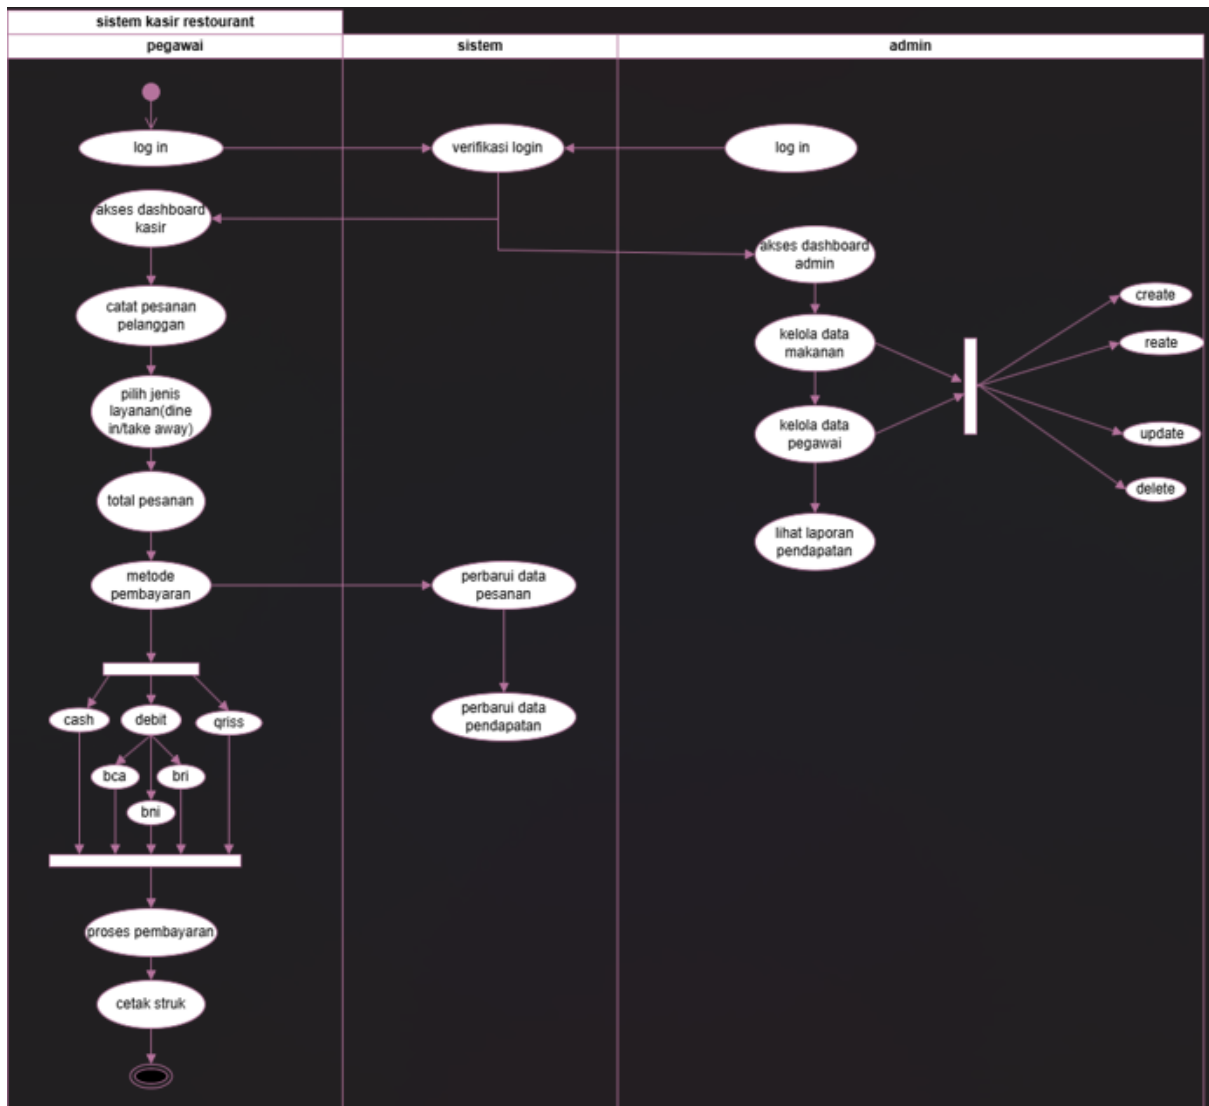 sistem kasir restourant
pegawai
sistem
admin
log in
verifikasi login
log in
akses dashboard
kasir
akses dashboard
admin
catat pesanan
pelanggan
kelola data
makanan
create
reate
pilih jenis
layanan(dine
in/take away)
kelola data
pegawai
update
delete
total pesanan
lihat laporan
pendapatan
metode
pembayaran
perbarui data
pesanan
cash
debit
qriss
perbarui data
pendapatan
bca
bri
bni
proses pembayaran
cetak struk